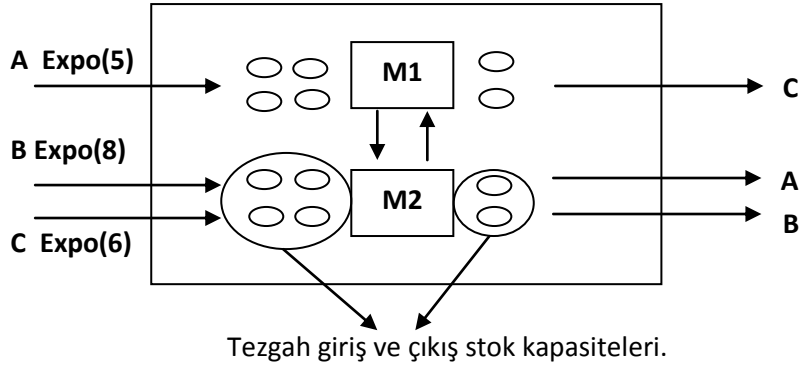 A Expo(5)
M1
C
B Expo(8)
M2
A
C Expo(6)
B
Tezgah giriş ve çıkış stok kapasiteleri.